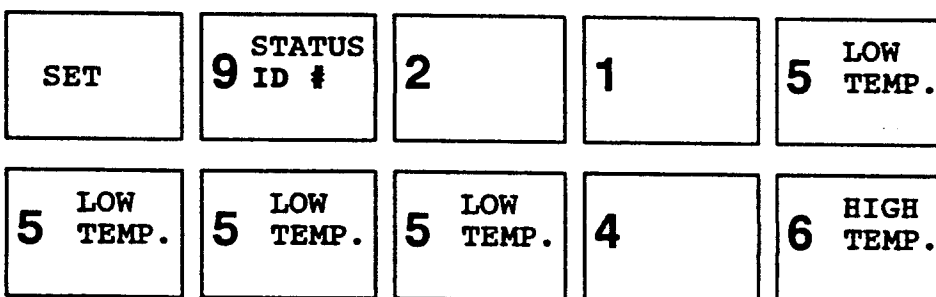 SET 9 STATUS ID # 2 1 5 LOW TEMP.
5 LOW TEMP. 5 LOW TEMP. 5 LOW TEMP. 4 6 HIGH TEMP.